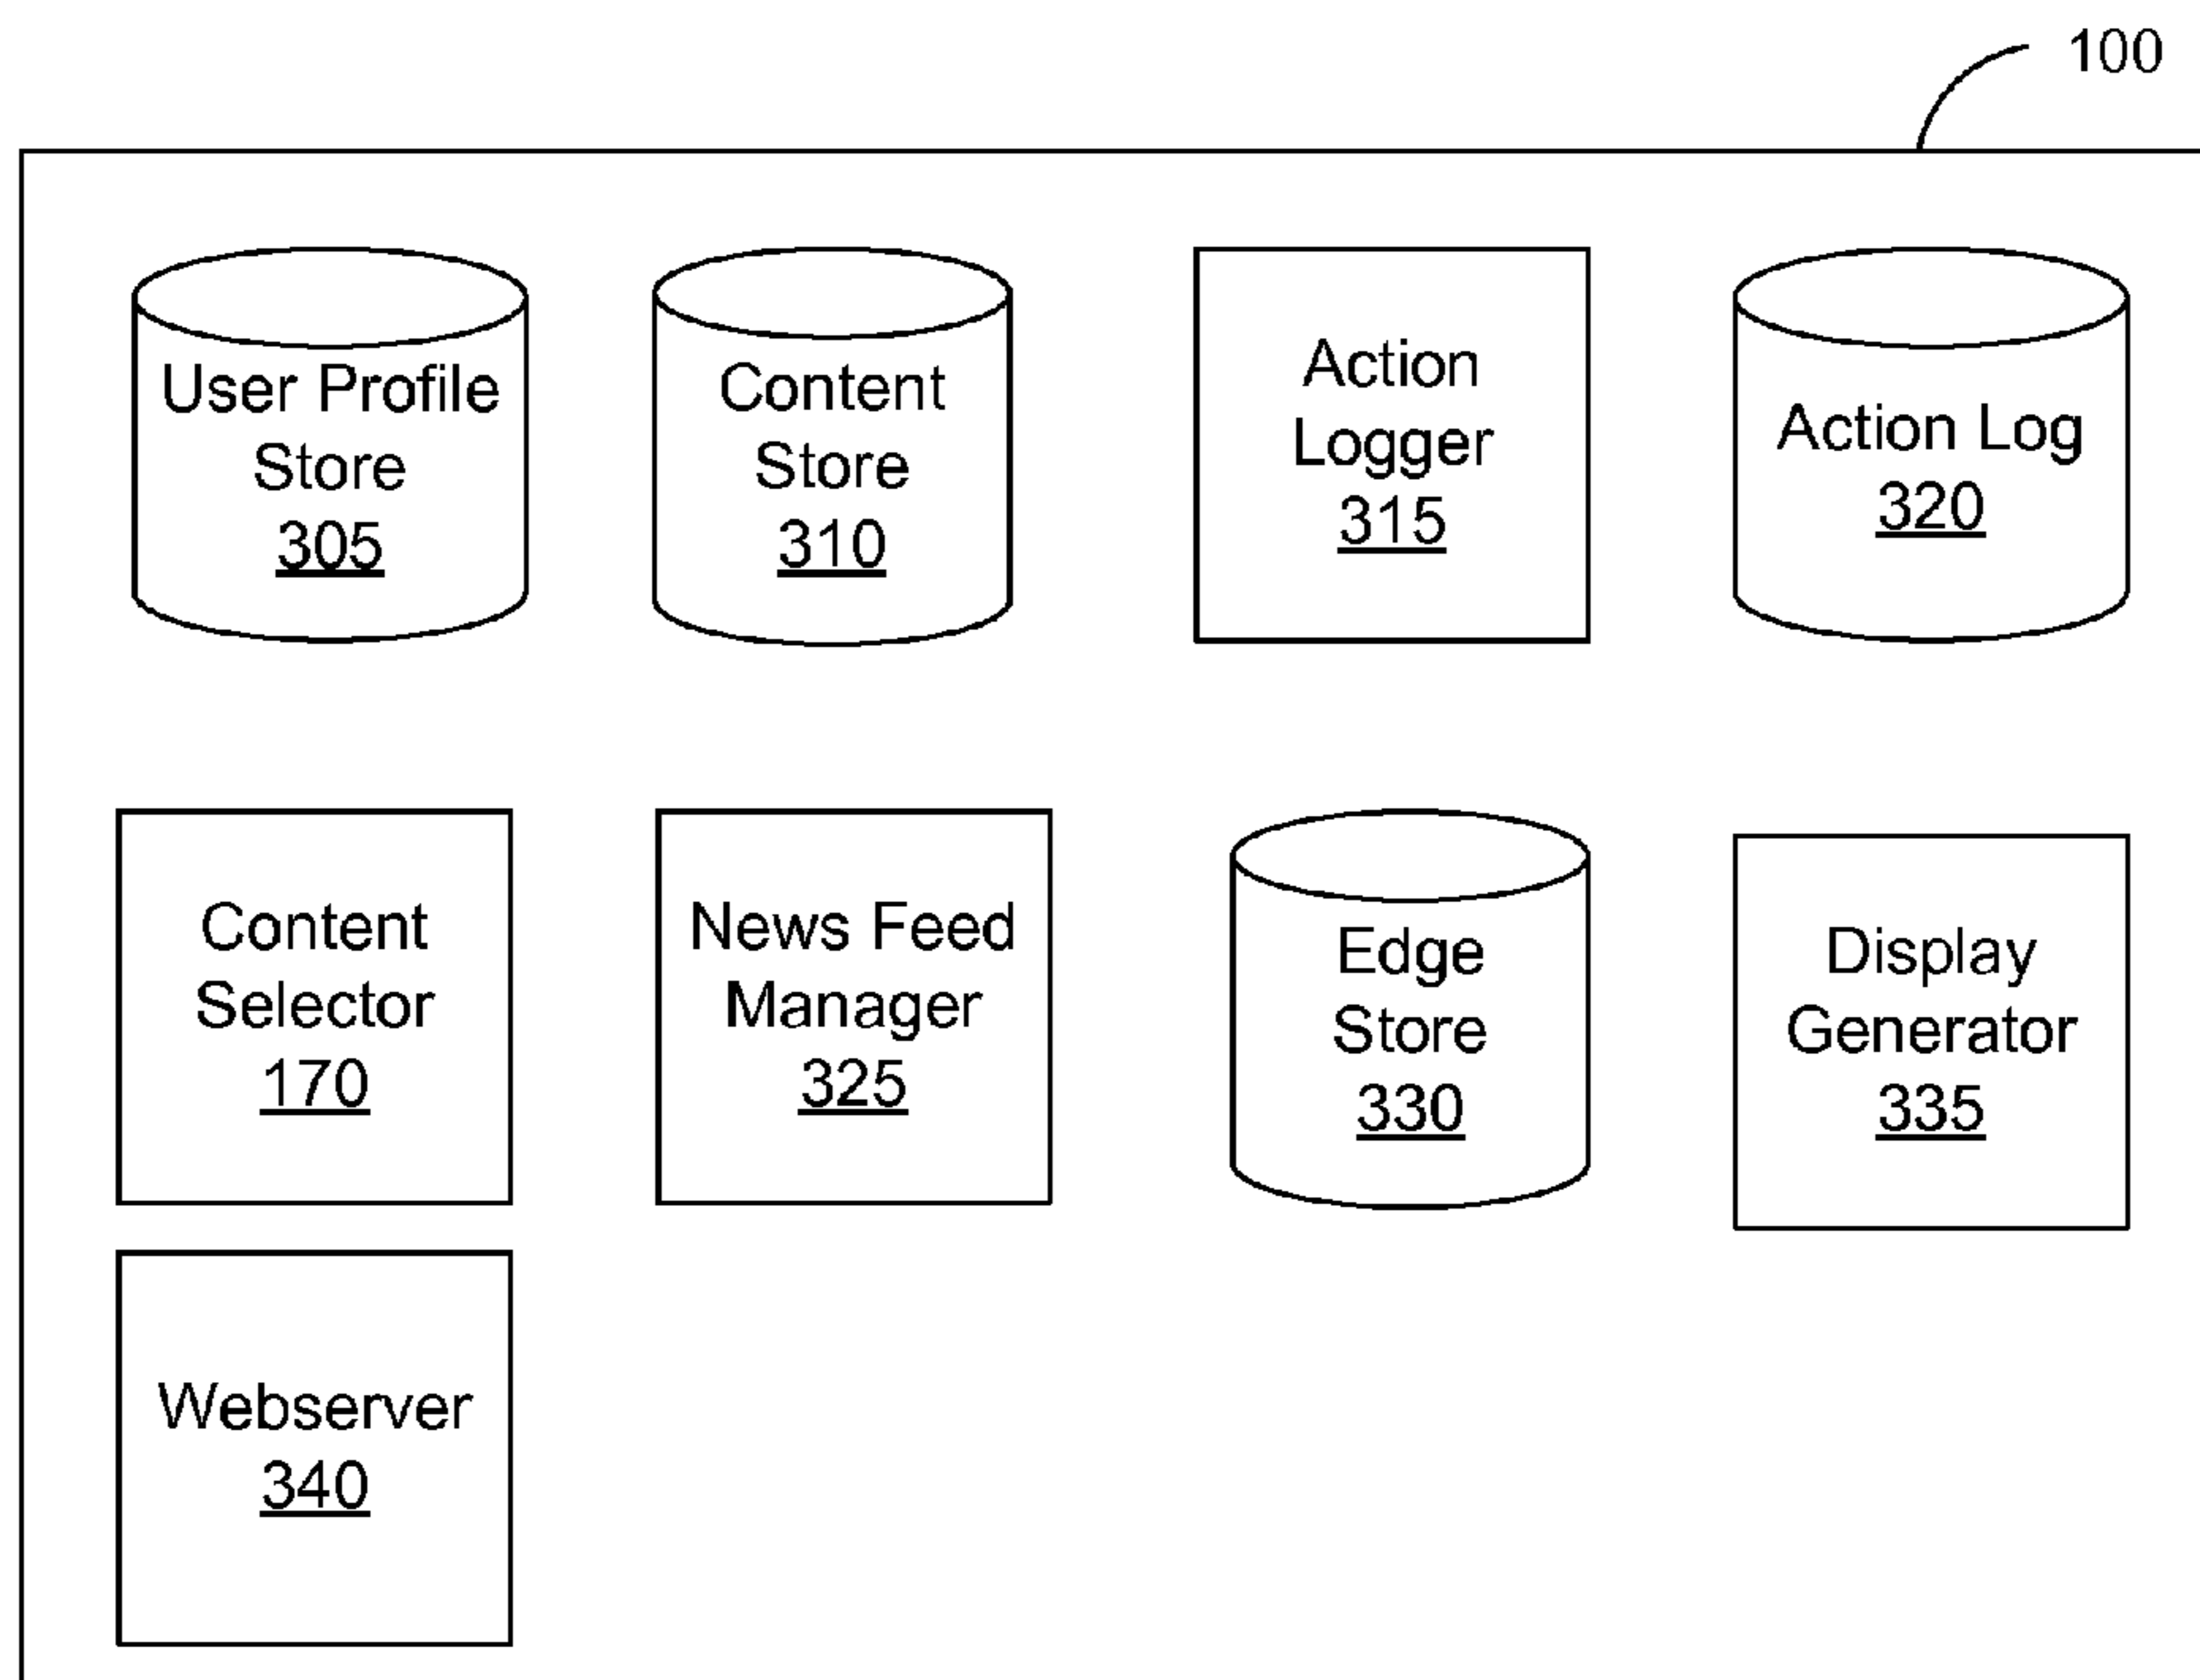 100
User Profile
Store
305
Content
Store
310
Action
Logger
315
Action Log
320
Content
Selector
170
News Feed
Manager
325
Edge
Store
330
Display
Generator
335
Webserver
340